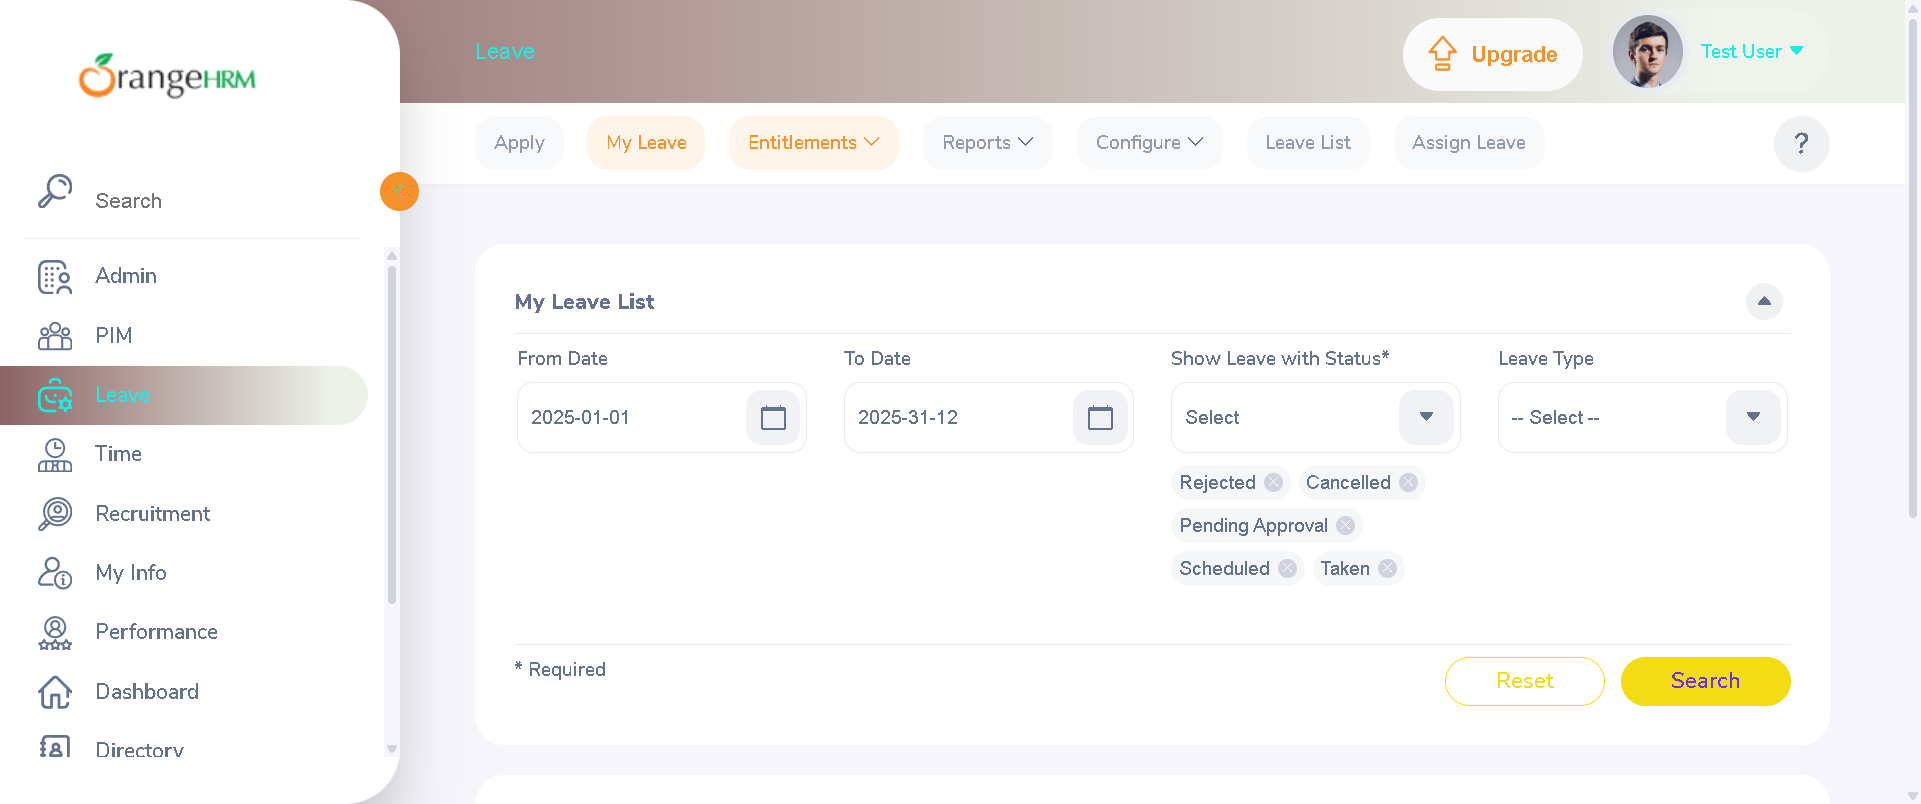 OrangeHRM
Search
Admin
PIM
Leave
Time
Recruitment
My Info
Performance
Dashboard
Directory
Leave
Upgrade
Test User
Apply
My Leave
Entitlements
Reports
Configure
Leave List
Assign Leave
?
My Leave List
From Date
To Date
Show Leave with Status*
Leave Type
2025-01-01
2025-31-12
Select
-- Select --
Rejected
Cancelled
Pending Approval
Scheduled
Taken
* Required
Reset
Search